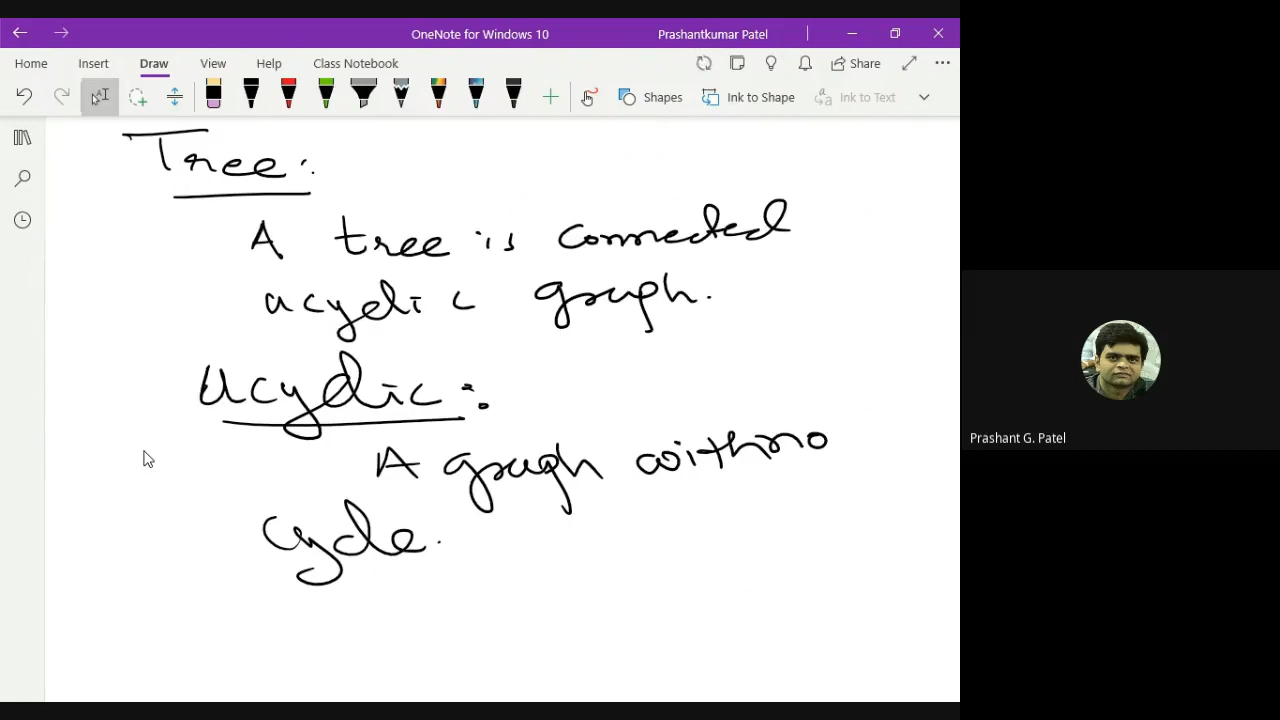 OneNote for Windows 10
Prashantkumar Patel
Home Insert Draw View Help Class Notebook
Share
Shapes Ink to Shape Ink to Text
Tree:
A tree is connected
acyclic graph.
acyclic:
A graph with no
cycle.
Prashant G. Patel